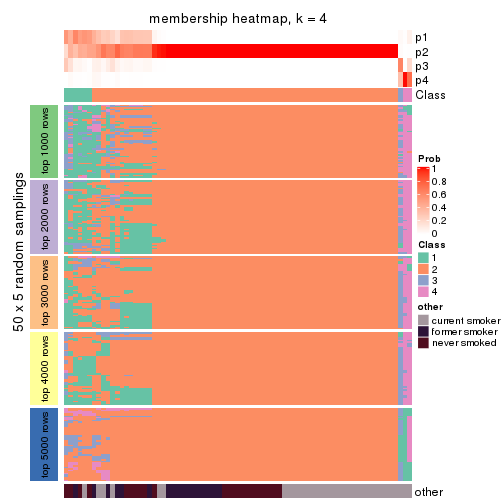 membership heatmap, k = 4
p1
p2
p3
p4
Class
50 x 5 random samplings
top 1000 rows
top 2000 rows
top 3000 rows
top 4000 rows
top 5000 rows
other
Prob
1
0.8
0.6
0.4
0.2
0
Class
1
2
3
4
other
current smoker
former smoker
never smoked